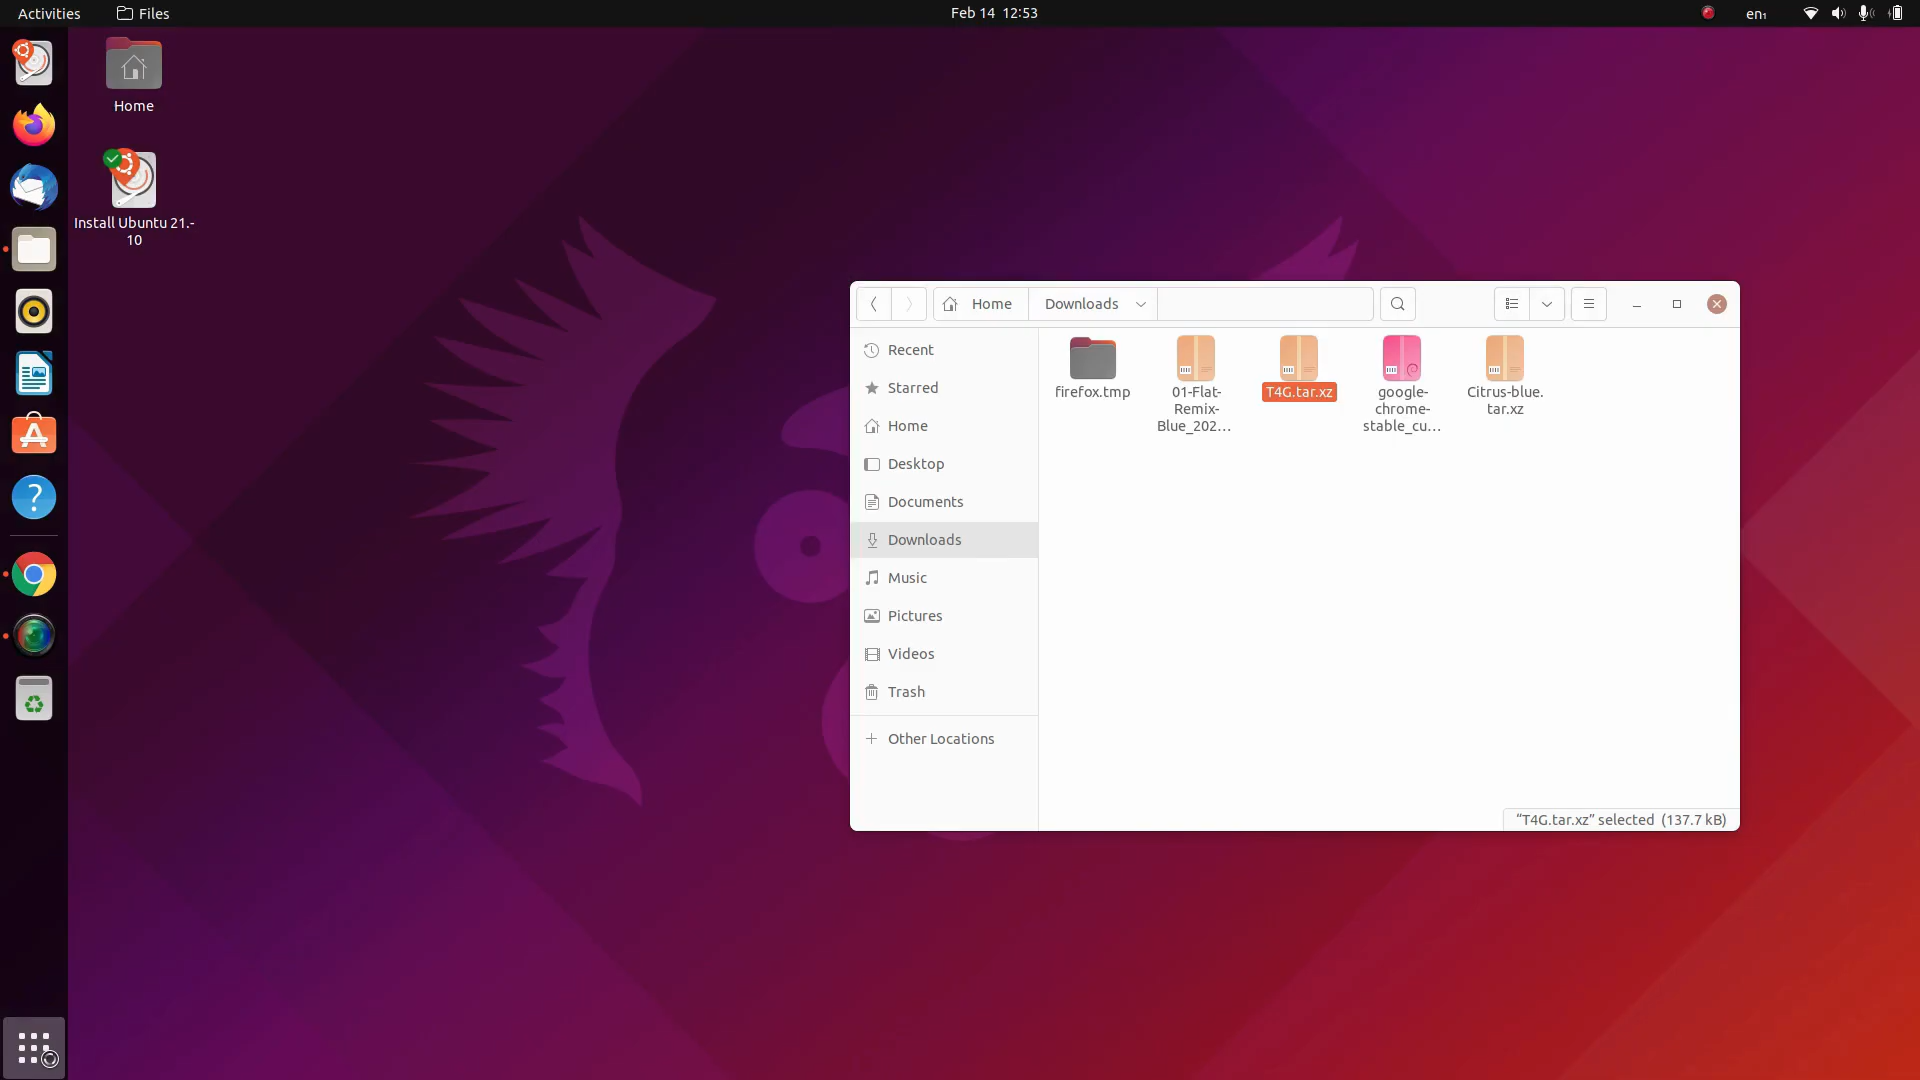 Activities
Files
Feb 14 12:53
en₁
Home
Install Ubuntu 21.-
10
Home
Downloads
Recent
Starred
Home
Desktop
Documents
Downloads
Music
Pictures
Videos
Trash
Other Locations
firefox.tmp
01-Flat-
Remix-
Blue_202...
T4G.tar.xz
google-
chrome-
stable_cu...
Citrus-blue.
tar.xz
“T4G.tar.xz” selected (137.7 kB)